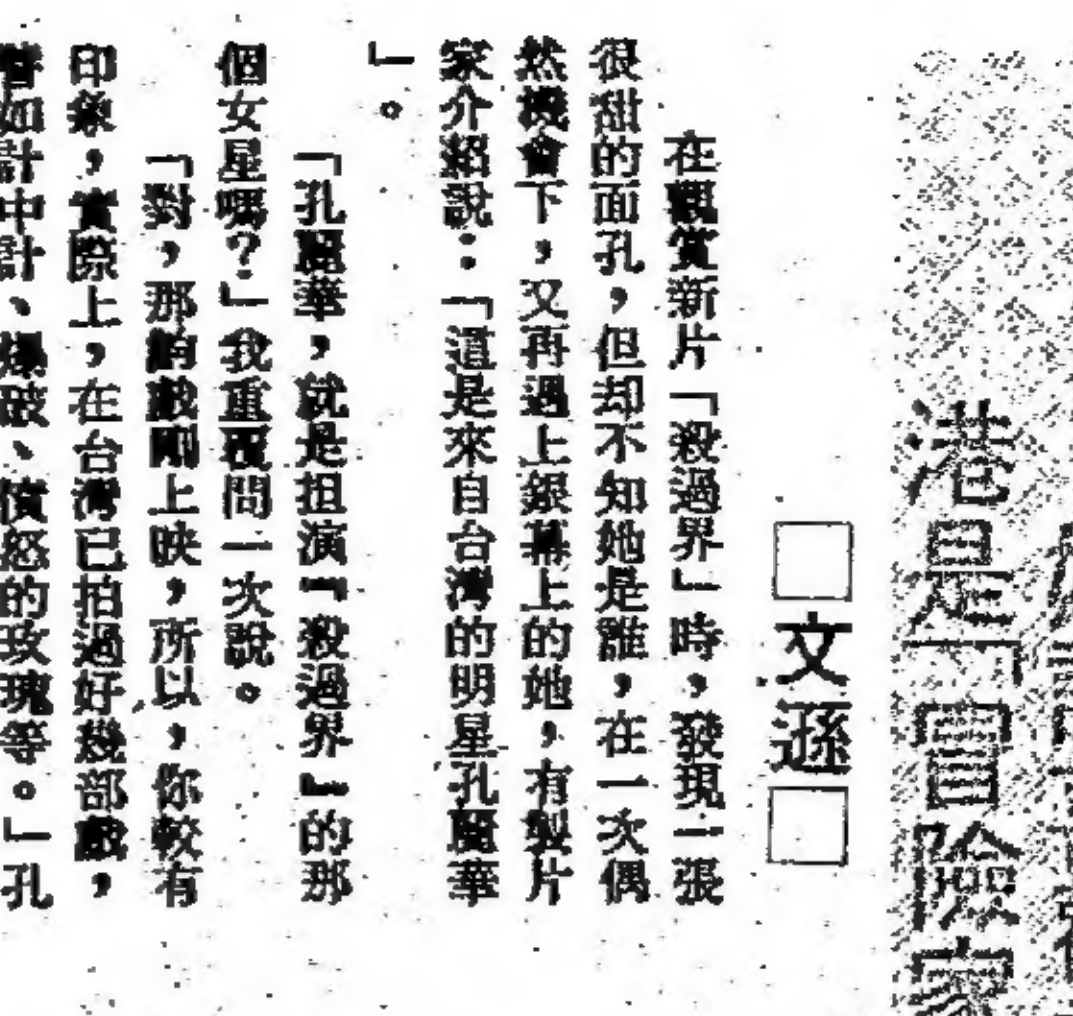 港是「冒險家
□文遜□
在觀賞新片「殺過界」時，發現一張
很甜的面孔，但却不知她是誰，在一次偶
然機會下，又再遇上銀幕上的她，有製片
家介紹說：「這是來自台灣的明星孔麗華
」。
「孔麗華，就是担演『殺過界』的那
個女星嗎？」我重覆問一次說。
「對，那齣戲剛上映，所以，你較有
印象，實際上，在台灣已拍過好幾部戲，
譬如計中計、爆破、憤怒的玫瑰等。」孔